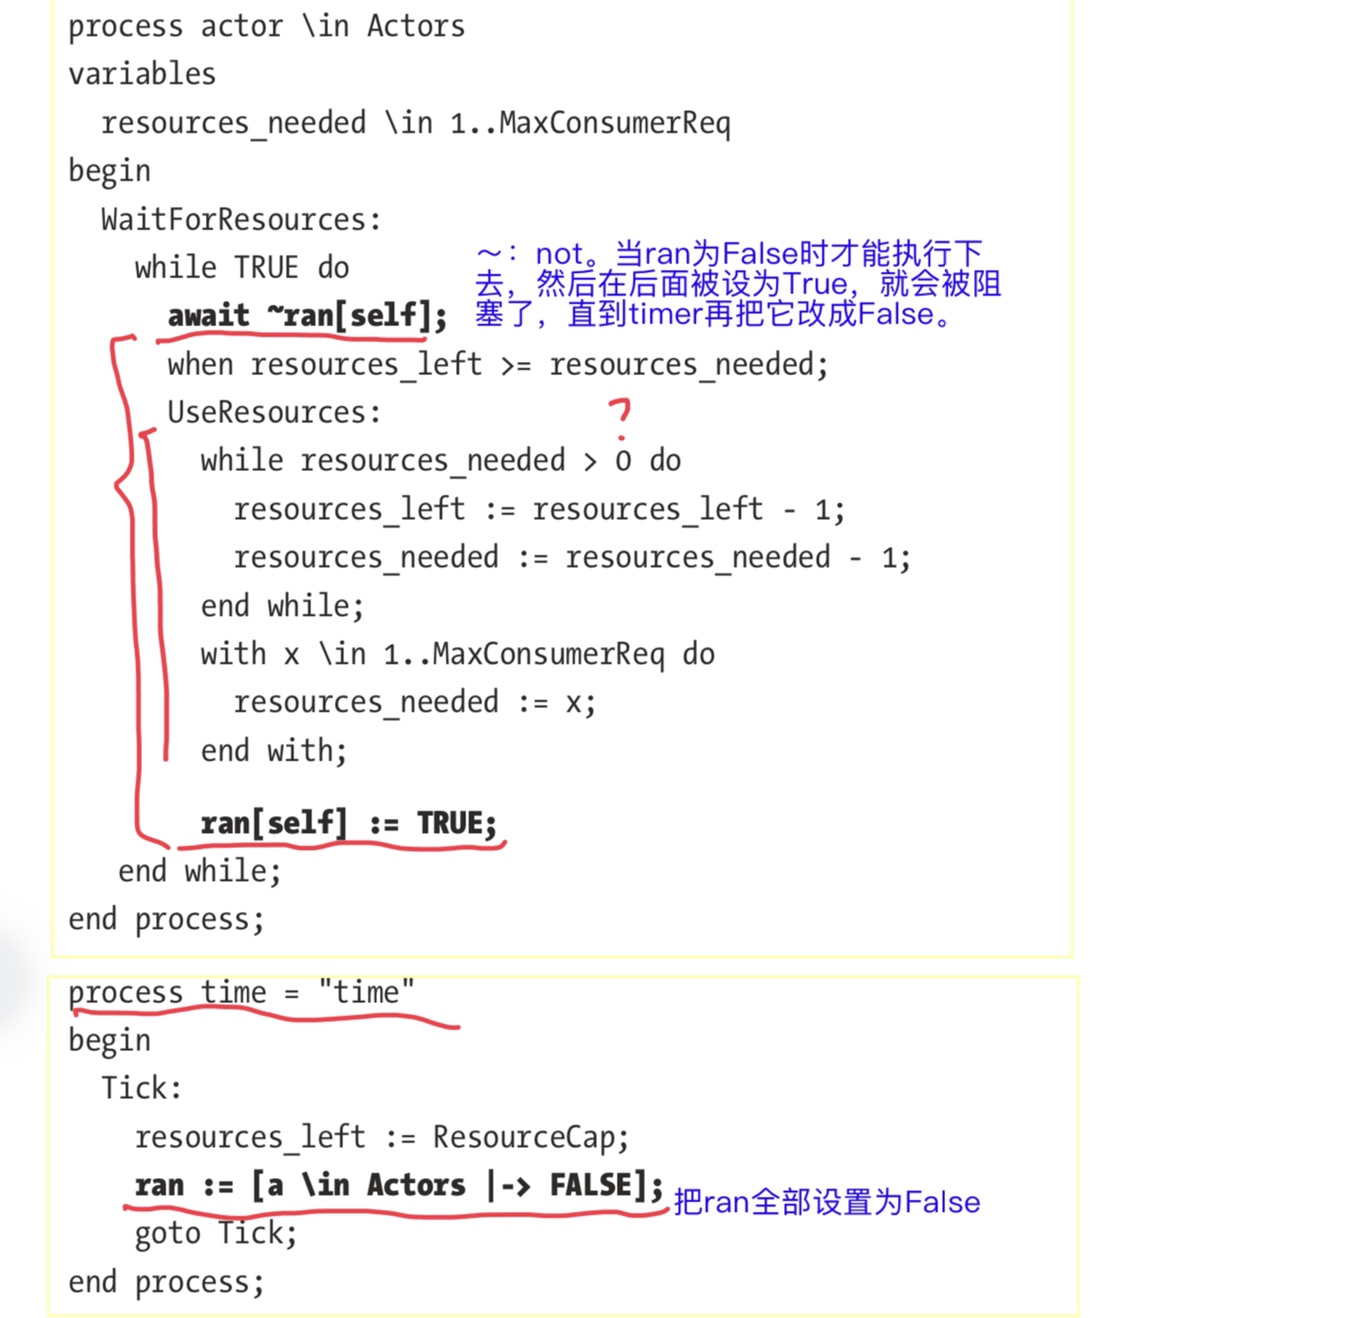 process actor \in Actors
variables
resources_needed \in 1..MaxConsumerReq
begin
WaitForResources:
while TRUE do
～：not。当ran为False时才能执行下
去，然后在后面被设为True，就会被阻
塞了，直到timer再把它改成False。
await ~ran[self];
when resources_left >= resources_needed;
UseResources:
?
while resources_needed > 0 do
resources_left := resources_left - 1;
resources_needed := resources_needed - 1;
end while;
with x \in 1..MaxConsumerReq do
resources_needed := x;
end with;
ran[self] := TRUE;
end while;
end process;
process time = "time"
begin
Tick:
resources_left := ResourceCap;
ran := [a \in Actors |-> FALSE];
把ran全部设置为False
goto Tick;
end process;